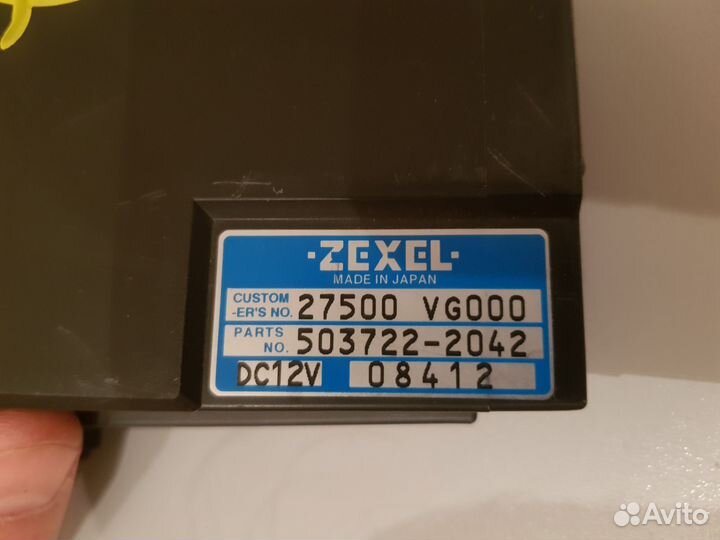 ·ZEXEL·
MADE IN JAPAN
CUSTOM
-ER'S NO. 27500 VG000
PARTS
NO. 503722-2042
DC12V 08412
Avito